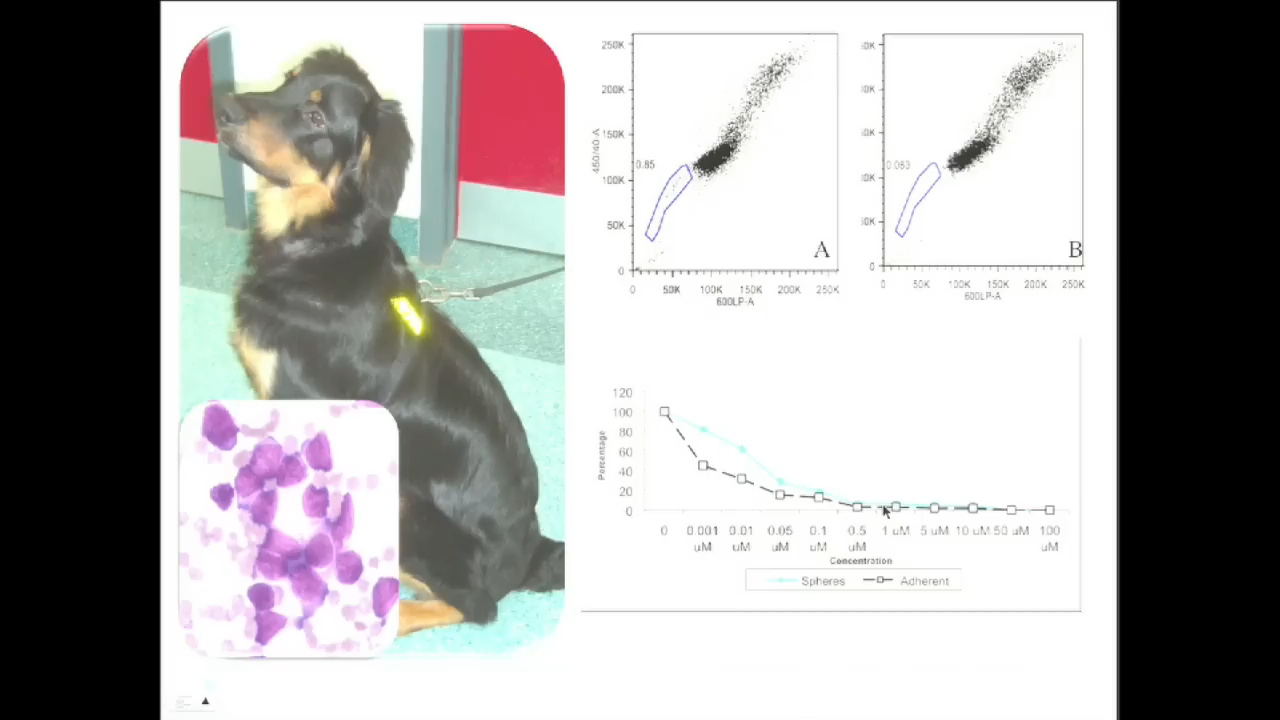 250K
200K
150K
100K
50K
0
450/40-A
0.85
A
0 50K 100K 150K 200K 250K
600LP-A
0.083
B
0 50K 100K 150K 200K 250K
600LP-A
120
100
80
60
40
20
0
Percentage
0 0.001 uM 0.01 uM 0.05 uM 0.1 uM 0.5 uM 1 uM 5 uM 10 uM 50 uM 100 uM
Concentration
Spheres Adherent